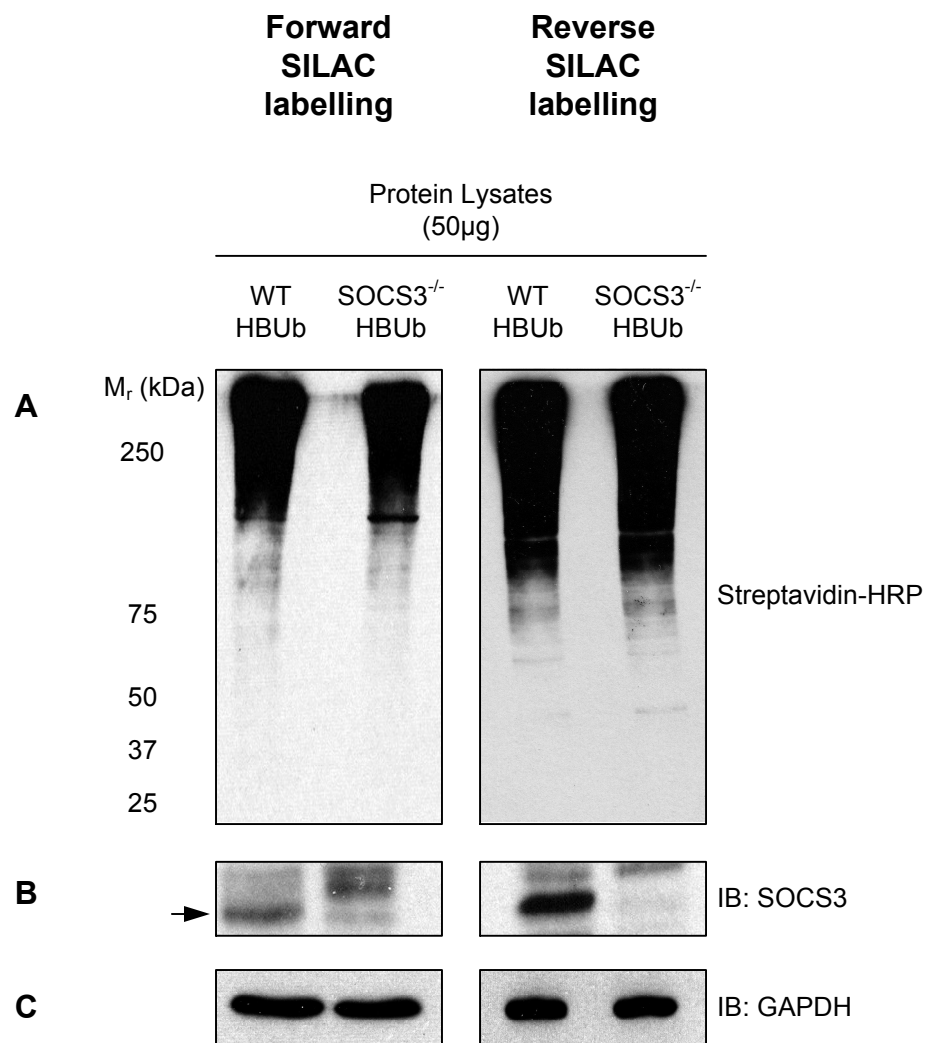 Forward Reverse
SILAC SILAC
labelling labelling
Protein Lysates
(50µg)
WT SOCS3-/- WT SOCS3-/-
HBUb HBUb HBUb HBUb
Mr (kDa)
A
250
Streptavidin-HRP
75
50
37
25
B IB: SOCS3
C IB: GAPDH